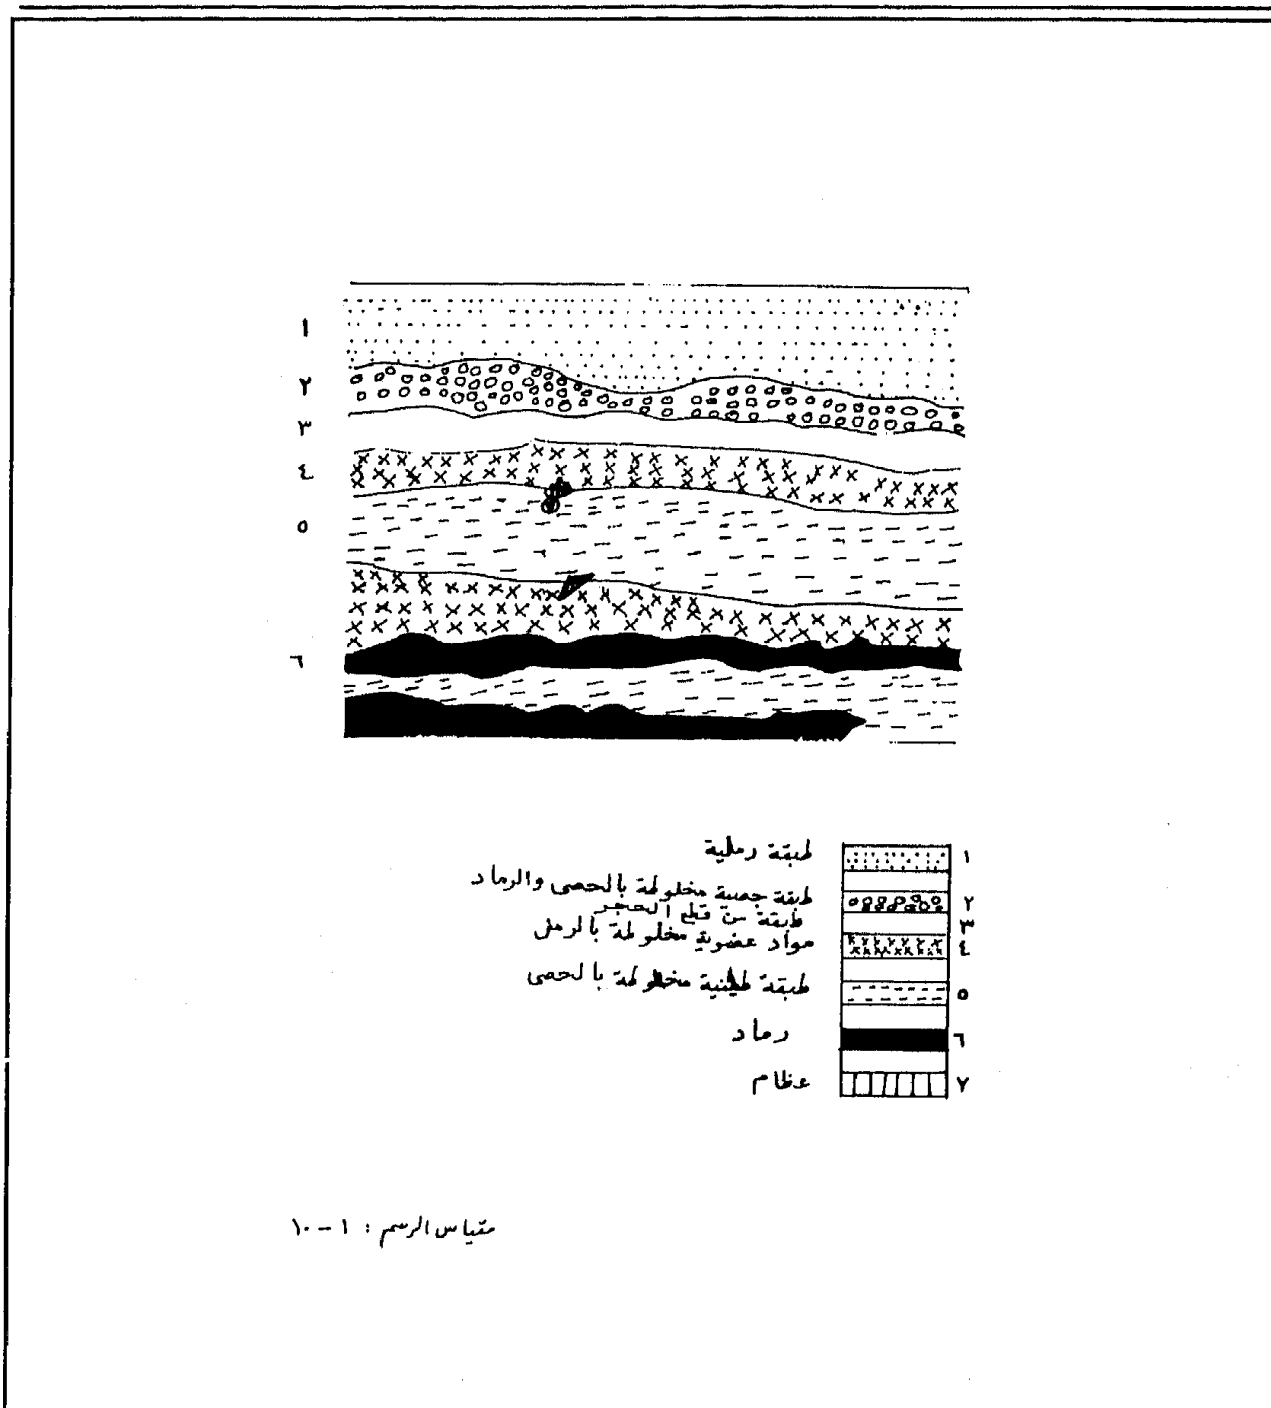 ١
٢
٣
٤
٥
٦
١ طبقة رملية
٢ طبقة جصية مخلوطة بالحصى والرماد
٣ طبقة من قطع الحجر
٤ مواد عضوية مخلوطة بالرمل
٥ طبقة طينية مخلوطة بالحصى
٦ رماد
٧ عظام
مقياس الرسم : ١ - ١٠